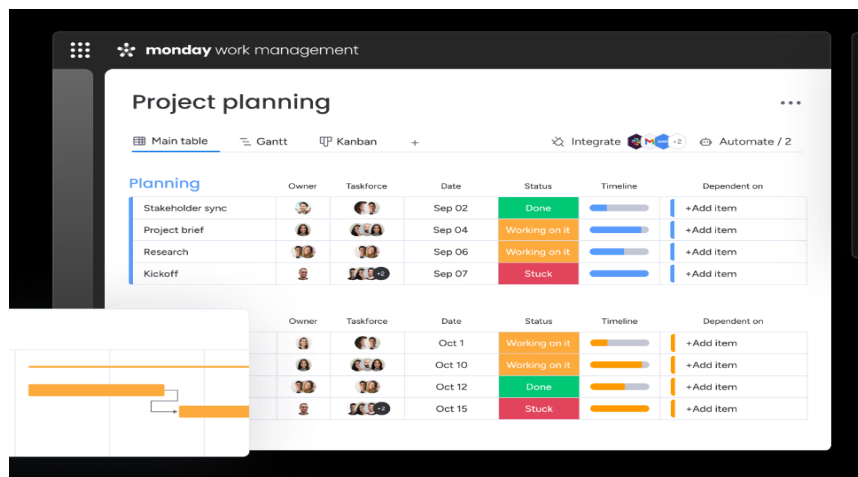 monday work management
Project planning
Main table Gantt Kanban + Integrate +2 Automate / 2
Planning Owner Taskforce Date Status Timeline Dependent on
Stakeholder sync Sep 02 Done +Add item
Project brief Sep 04 Working on it +Add item
Research Sep 06 Working on it +Add item
Kickoff +2 Sep 07 Stuck +Add item
Owner Taskforce Date Status Timeline Dependent on
Oct 1 Working on it +Add item
Oct 10 Working on it +Add item
Oct 12 Done +Add item
+2 Oct 15 Stuck +Add item